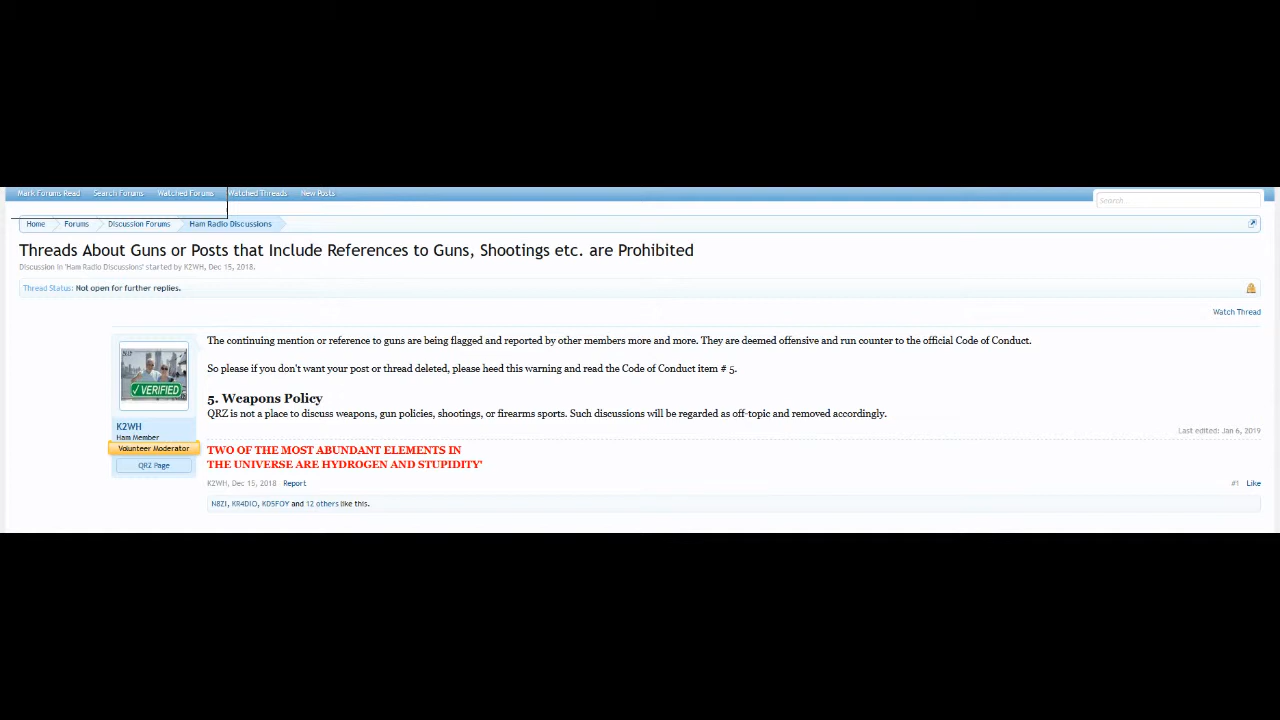 Mark Forums Read Search Forums Watched Forums Watched Threads New Posts
Search...
Home Forums Discussion Forums Ham Radio Discussions
Threads About Guns or Posts that Include References to Guns, Shootings etc. are Prohibited
Discussion in 'Ham Radio Discussions' started by K2WH, Dec 15, 2018.
Thread Status: Not open for further replies.
Watch Thread
The continuing mention or reference to guns are being flagged and reported by other members more and more. They are deemed offensive and run counter to the official Code of Conduct.
So please if you don't want your post or thread deleted, please heed this warning and read the Code of Conduct item # 5.
✓ VERIFIED
5. Weapons Policy
QRZ is not a place to discuss weapons, gun policies, shootings, or firearms sports. Such discussions will be regarded as off-topic and removed accordingly.
K2WH
Ham Member
Volunteer Moderator
QRZ Page
Last edited: Jan 6, 2019
TWO OF THE MOST ABUNDANT ELEMENTS IN
THE UNIVERSE ARE HYDROGEN AND STUPIDITY'
K2WH, Dec 15, 2018 Report #1 Like
N8ZI, KR4DIO, KD5FOY and 12 others like this.